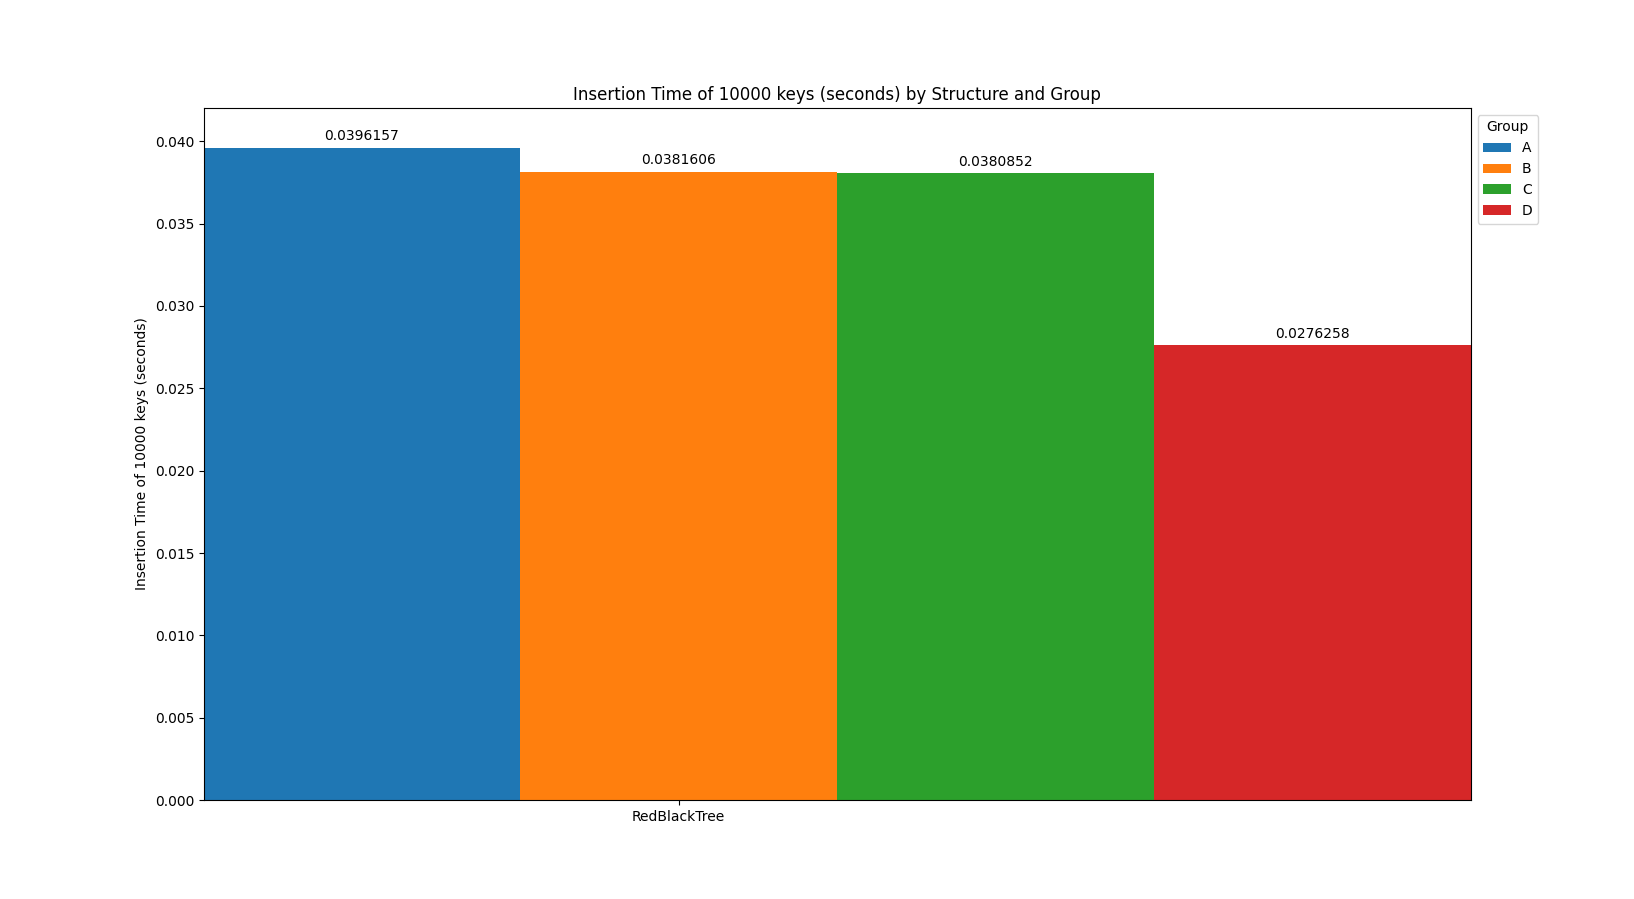 Insertion Time of 10000 keys (seconds) by Structure and Group
Insertion Time of 10000 keys (seconds)
0.040
0.035
0.030
0.025
0.020
0.015
0.010
0.005
0.000
0.0396157
0.0381606
0.0380852
0.0276258
RedBlackTree
Group
A
B
C
D